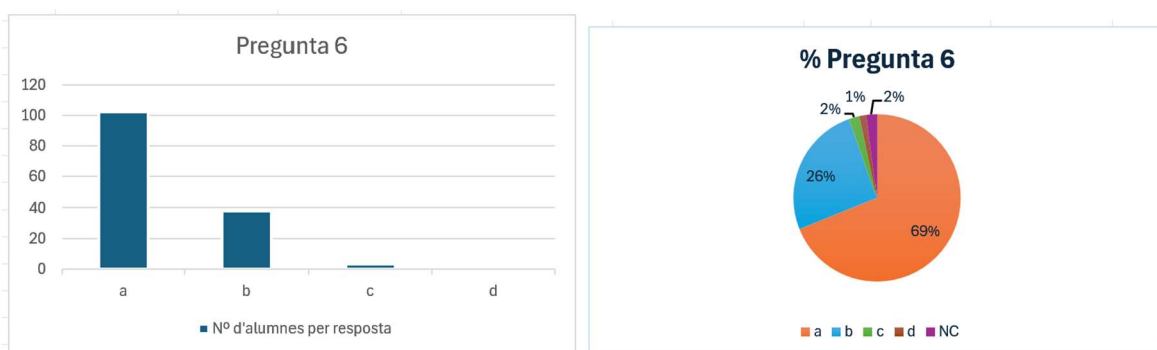 Pregunta 6
120
100
80
60
40
20
0
a b c d
Nº d'alumnes per resposta
% Pregunta 6
2% 1% 2%
26%
69%
a b c d NC